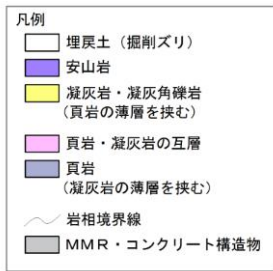 凡例
埋戻土（掘削ズリ）
安山岩
凝灰岩・凝灰角礫岩
（頁岩の薄層を挟む）
頁岩・凝灰岩の互層
頁岩
（凝灰岩の薄層を挟む）
岩相境界線
MMR・コンクリート構造物